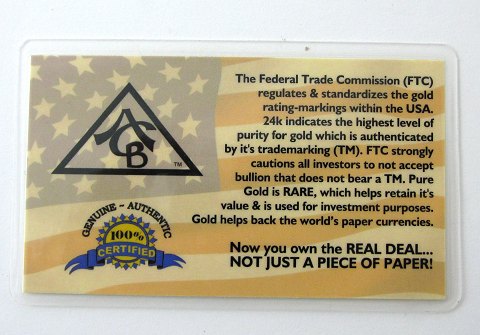 ACB
TM
The Federal Trade Commission (FTC)
regulates & standardizes the gold
rating-markings within the USA.
24k indicates the highest level of
purity for gold which is authenticated
by it's trademarking (TM). FTC strongly
cautions all investors to not accept
bullion that does not bear a TM. Pure
Gold is RARE, which helps retain it's
value & is used for investment purposes.
Gold helps back the world's paper currencies.
GENUINE ~ AUTHENTIC
100%
CERTIFIED
Now you own the REAL DEAL...
NOT JUST A PIECE OF PAPER!